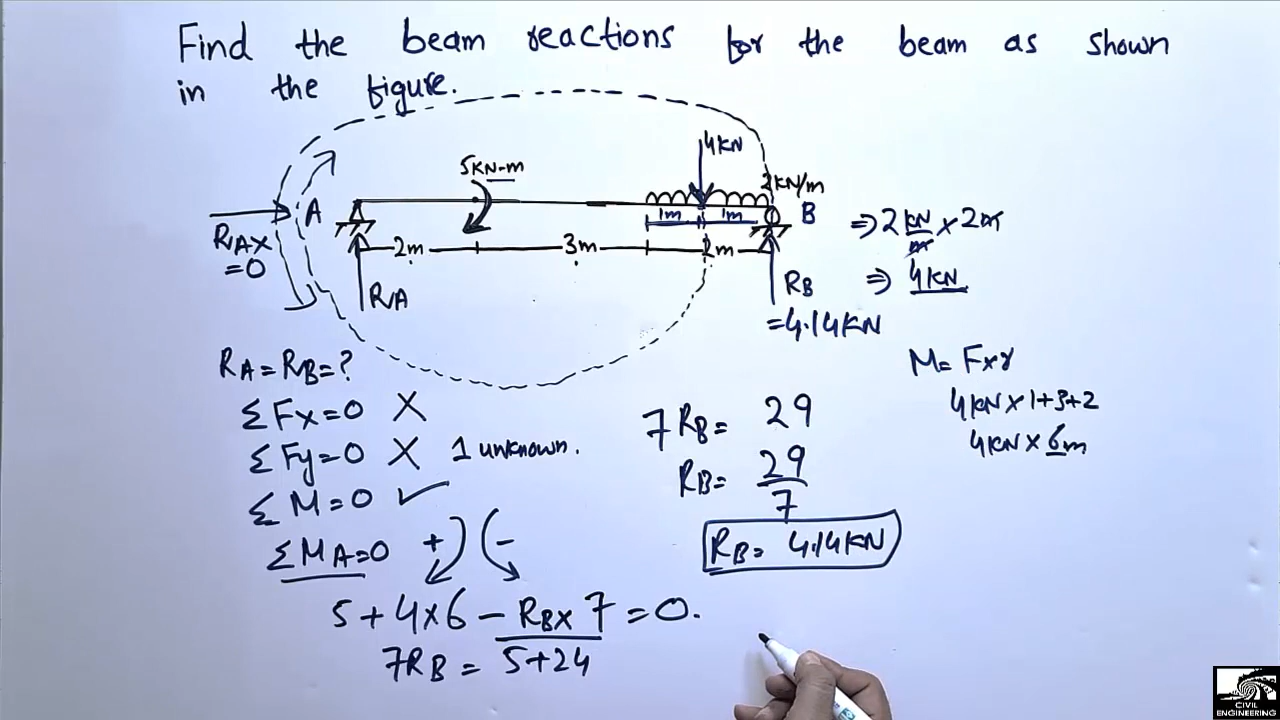 Find the beam reactions for the beam as shown
in the figure.
4KN
5KN-m
2KN/m
A
B
1m 1m
RAX
=0
2m 3m 2m
RA
RB
=4.14KN
⇒ 2 KN/m × 2m
⇒ 4KN
RA = RB = ?
ΣFx=0 X
ΣFy=0 X 1 unknown.
ΣM=0 ✓
ΣMA=0 + −
5+4×6 − RB× 7 = 0.
7RB = 5+24
7RB = 29
RB = 29/7
RB = 4.14KN
M= F×r
4KN × 1+3+2
4KN × 6m
CIVIL
ENGINEERING